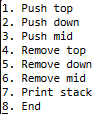 1. Push top
2. Push down
3. Push mid
4. Remove top
5. Remove down
6. Remove mid
7. Print stack
8. End